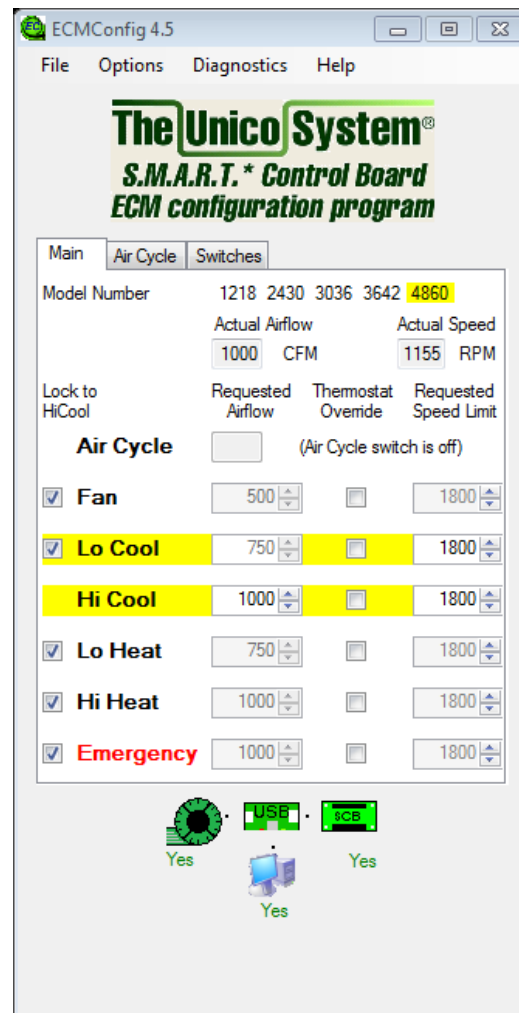 ECMConfig 4.5
File Options Diagnostics Help
The Unico System®
S.M.A.R.T.* Control Board
ECM configuration program
Main Air Cycle Switches
Model Number 1218 2430 3036 3642 4860
Actual Airflow Actual Speed
1000 CFM 1155 RPM
Lock to Requested Thermostat Requested
HiCool Airflow Override Speed Limit
Air Cycle (Air Cycle switch is off)
Fan 500 1800
Lo Cool 750 1800
Hi Cool 1000 1800
Lo Heat 750 1800
Hi Heat 1000 1800
Emergency 1000 1800
USB SCB
Yes Yes
Yes